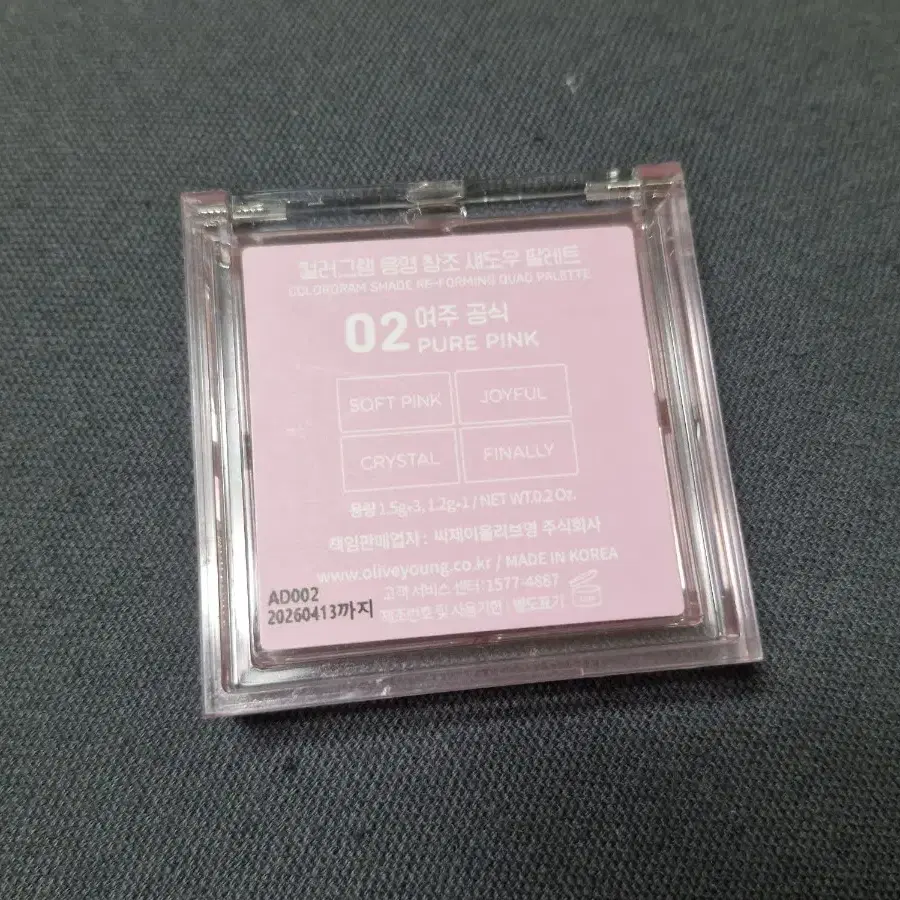 컬러그램 음영 창조 섀도우 팔레트
COLORGRAM SHADE RE-FORMING QUAD PALETTE
02 여주 공식
PURE PINK
SOFT PINK JOYFUL
CRYSTAL FINALLY
용량 1.5g*3, 1.2g*1 / NET WT.0.2 Oz.
책임판매업자 : 씨제이올리브영 주식회사
www.oliveyoung.co.kr / MADE IN KOREA
고객 서비스 센터:1577-4887
제조번호 및 사용기한 : 별도표기
AD002
20260413까지